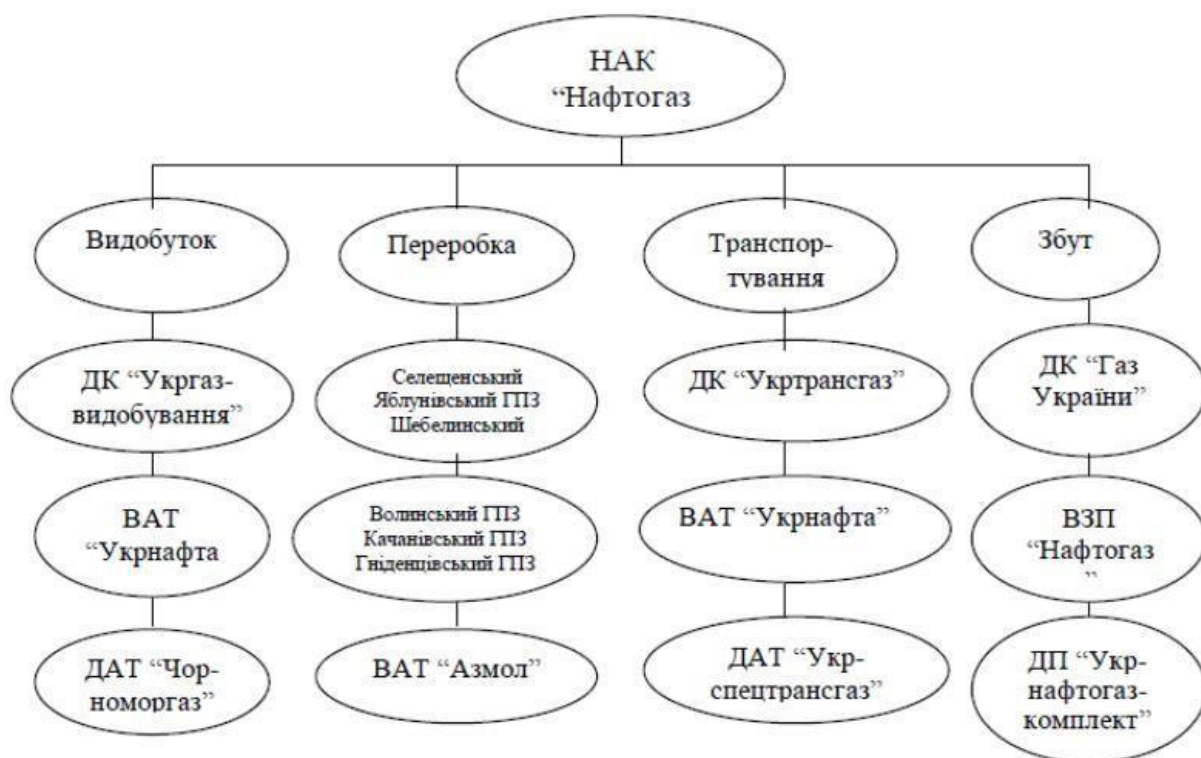 НАК
“Нафтогаз
Видобуток
Переробка
Транспор-
тування
Збут
ДК “Укргаз-
видобування”
Селещенський
Яблунівський ГПЗ
Шебелинський
ДК “Укртрансгаз”
ДК “Газ
України”
ВАТ
“Укрнафта
Волинський ГПЗ
Качанівський ГПЗ
Гніденцівський ГПЗ
ВАТ “Укрнафта”
ВЗП
“Нафтогаз
”
ДАТ “Чор-
номоргаз”
ВАТ “Азмол”
ДАТ “Укр-
спецтрансгаз”
ДП “Укр-
нафтогаз-
комплект”